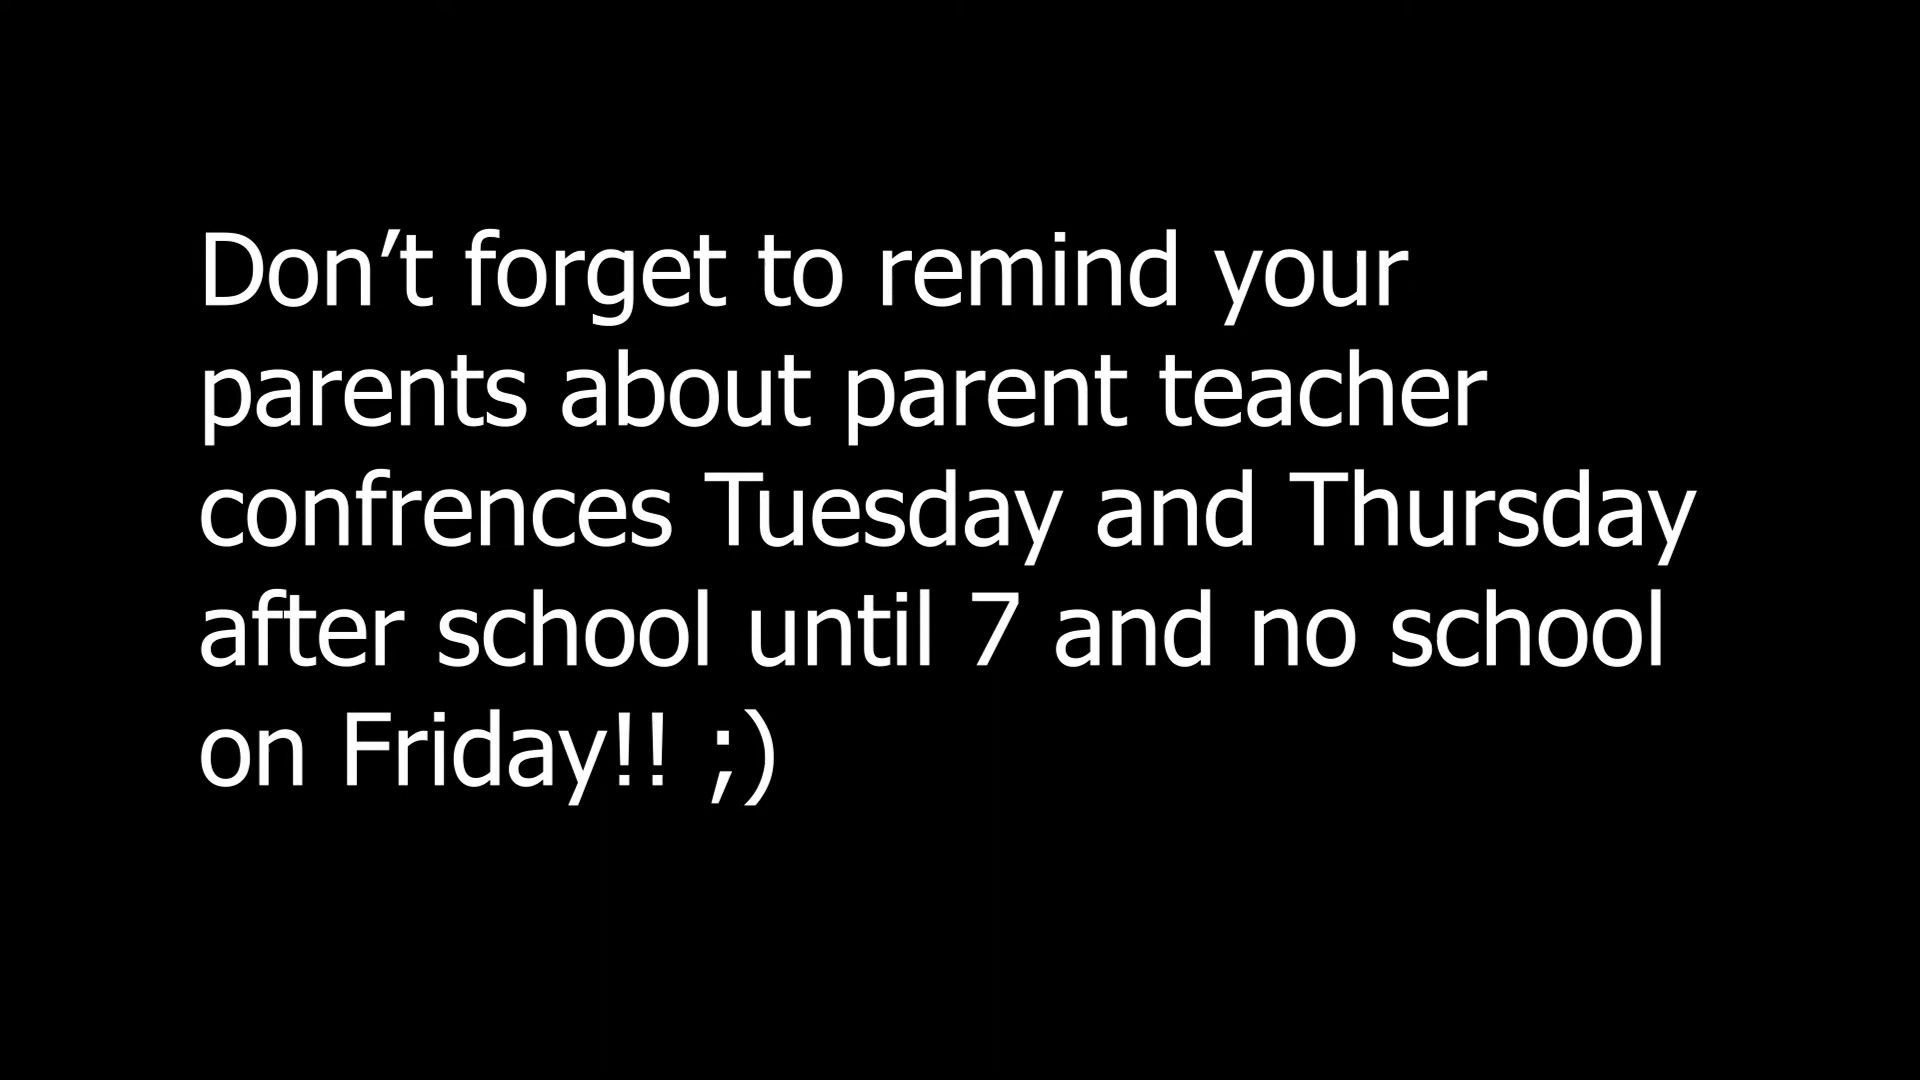 Don’t forget to remind your
parents about parent teacher
confrences Tuesday and Thursday
after school until 7 and no school
on Friday!! ;)